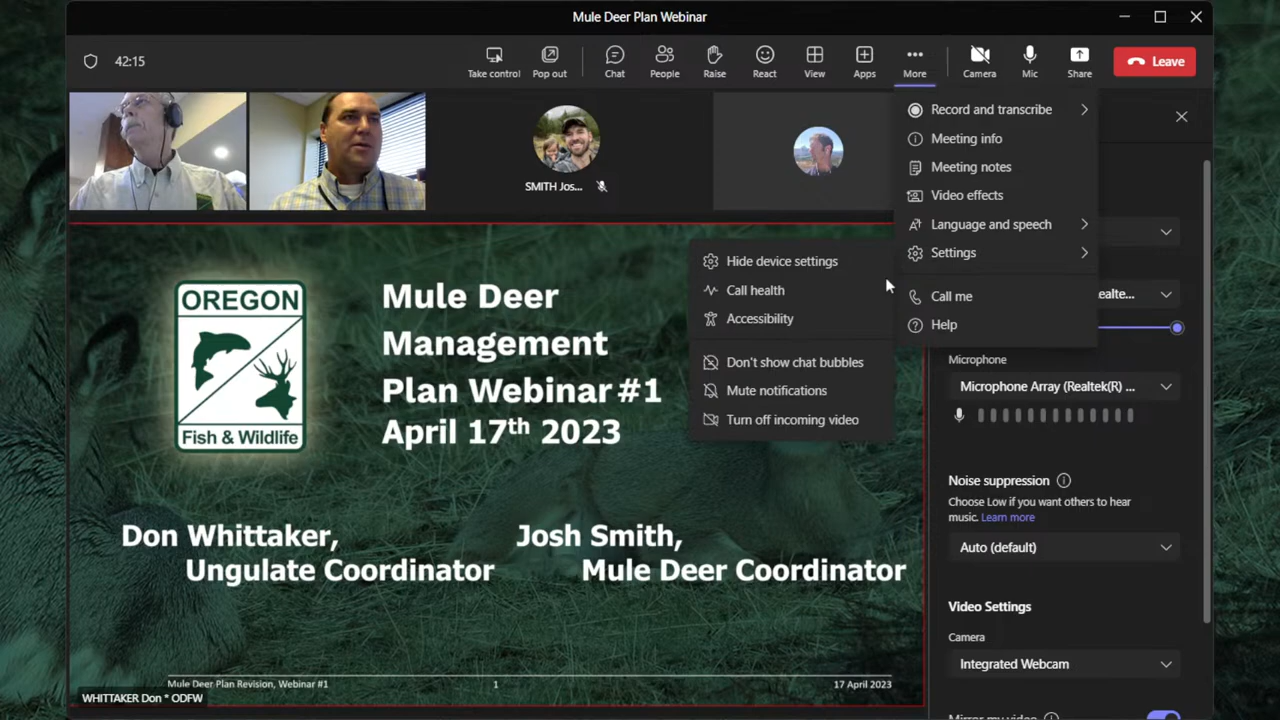 Mule Deer Plan Webinar
42:15
Take control
Pop out
Chat
People
Raise
React
View
Apps
More
Camera
Mic
Share
Leave
SMITH Jos...
Record and transcribe
Meeting info
Meeting notes
Video effects
Language and speech
Settings
Call me
Help
Hide device settings
Call health
Accessibility
Don't show chat bubbles
Mute notifications
Turn off incoming video
OREGON
Fish & Wildlife
Mule Deer
Management
Plan Webinar #1
April 17th 2023
Don Whittaker,
Ungulate Coordinator
Josh Smith,
Mule Deer Coordinator
Mule Deer Plan Revision, Webinar #1
1
17 April 2023
WHITTAKER Don * ODFW
ealte...
Microphone
Microphone Array (Realtek(R) ...
Noise suppression
Choose Low if you want others to hear
music. Learn more
Auto (default)
Video Settings
Camera
Integrated Webcam
Mirror my video